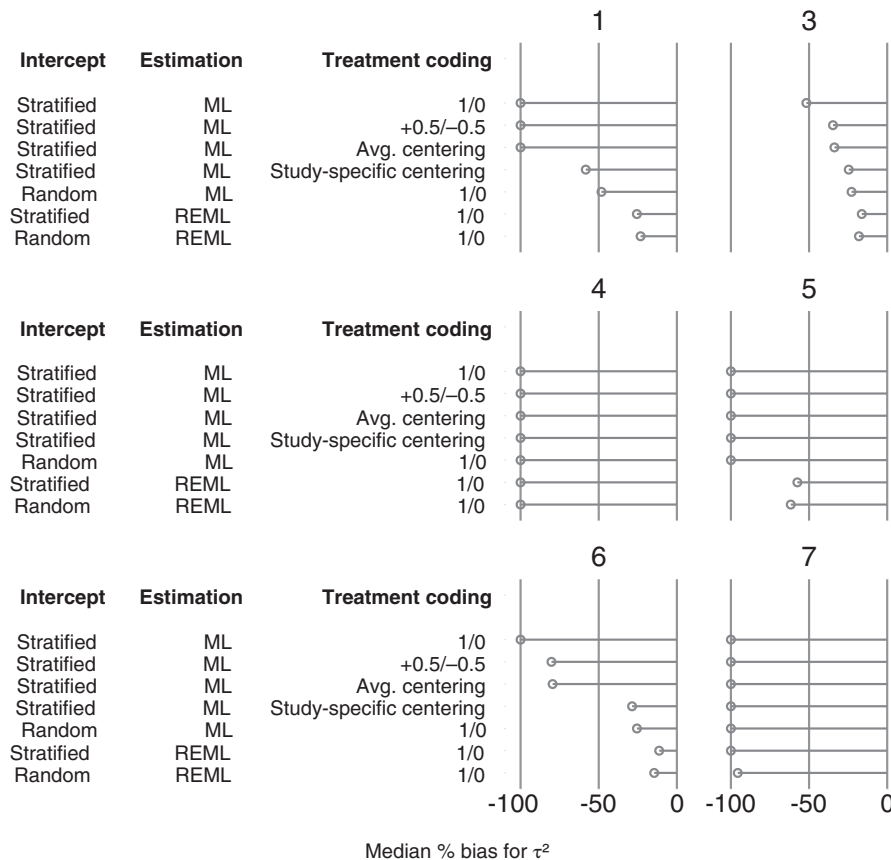 1 3
Intercept Estimation Treatment coding
Stratified ML 1/0
Stratified ML +0.5/−0.5
Stratified ML Avg. centering
Stratified ML Study-specific centering
Random ML 1/0
Stratified REML 1/0
Random REML 1/0
4 5
Intercept Estimation Treatment coding
Stratified ML 1/0
Stratified ML +0.5/−0.5
Stratified ML Avg. centering
Stratified ML Study-specific centering
Random ML 1/0
Stratified REML 1/0
Random REML 1/0
6 7
Intercept Estimation Treatment coding
Stratified ML 1/0
Stratified ML +0.5/−0.5
Stratified ML Avg. centering
Stratified ML Study-specific centering
Random ML 1/0
Stratified REML 1/0
Random REML 1/0
-100 -50 0 -100 -50 0
Median % bias for τ²